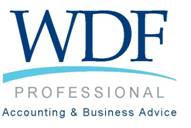 WDF
PROFESSIONAL
Accounting & Business Advice